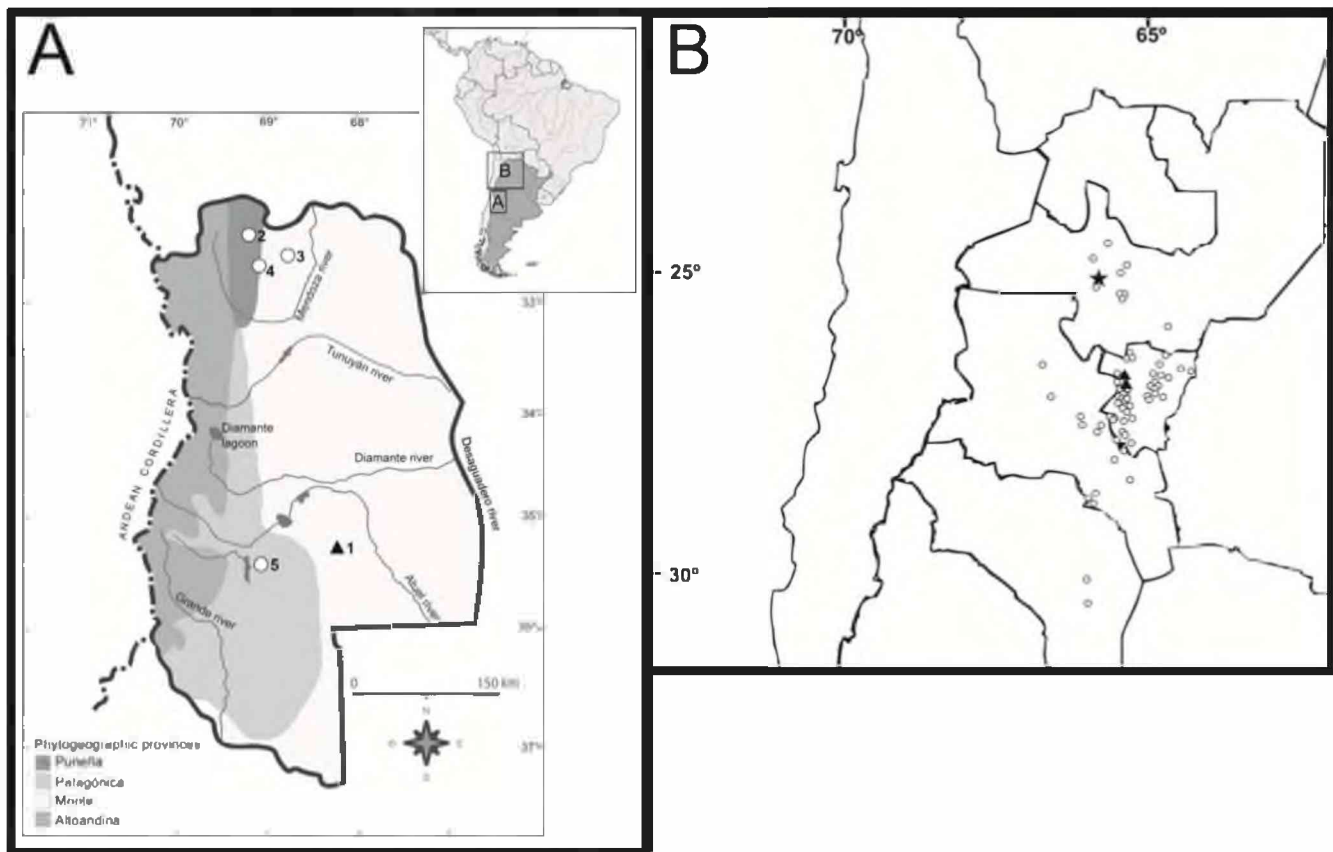 A
71°
70°
69°
68°
B
A
2
3
4
Mendoza river
33°
Tunuyan river
34°
ANDEAN CORDILLERA
Diamante
lagoon
Diamante river
Desaguadero river
35°
1
5
Atuel river
Grande river
0
150 km
N
O
E
S
37°
Phytogeographic provinces
Puneña
Patagónica
Monte
Altoandina
B
70°
65°
25°
30°